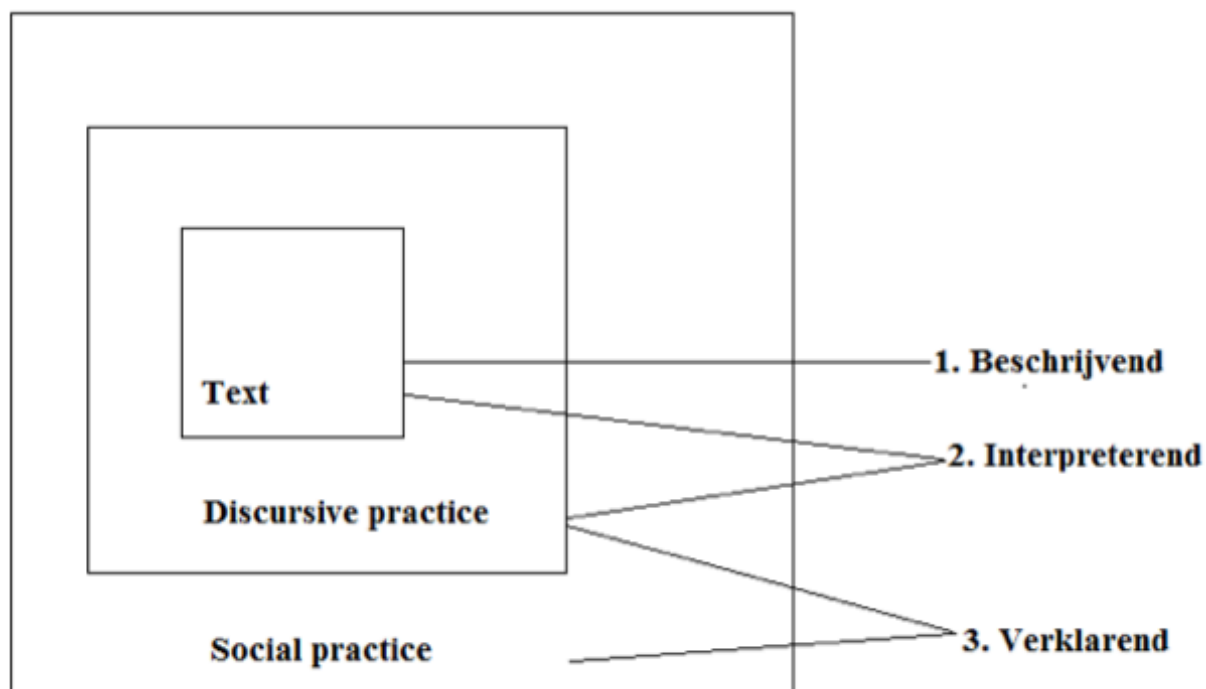 1. Beschrijvend
Text
2. Interpreterend
Discursive practice
3. Verklarend
Social practice